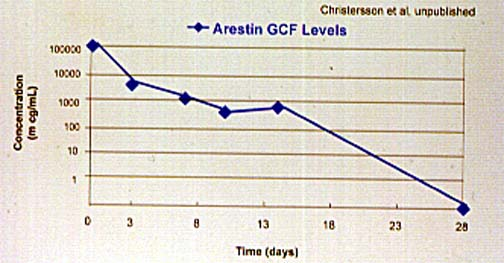 Christersson et al, unpublished
Arestin GCF Levels
100000
10000
1000
100
10
1
Concentration
(m cg/mL)
0 3 8 13 18 23 28
Time (days)